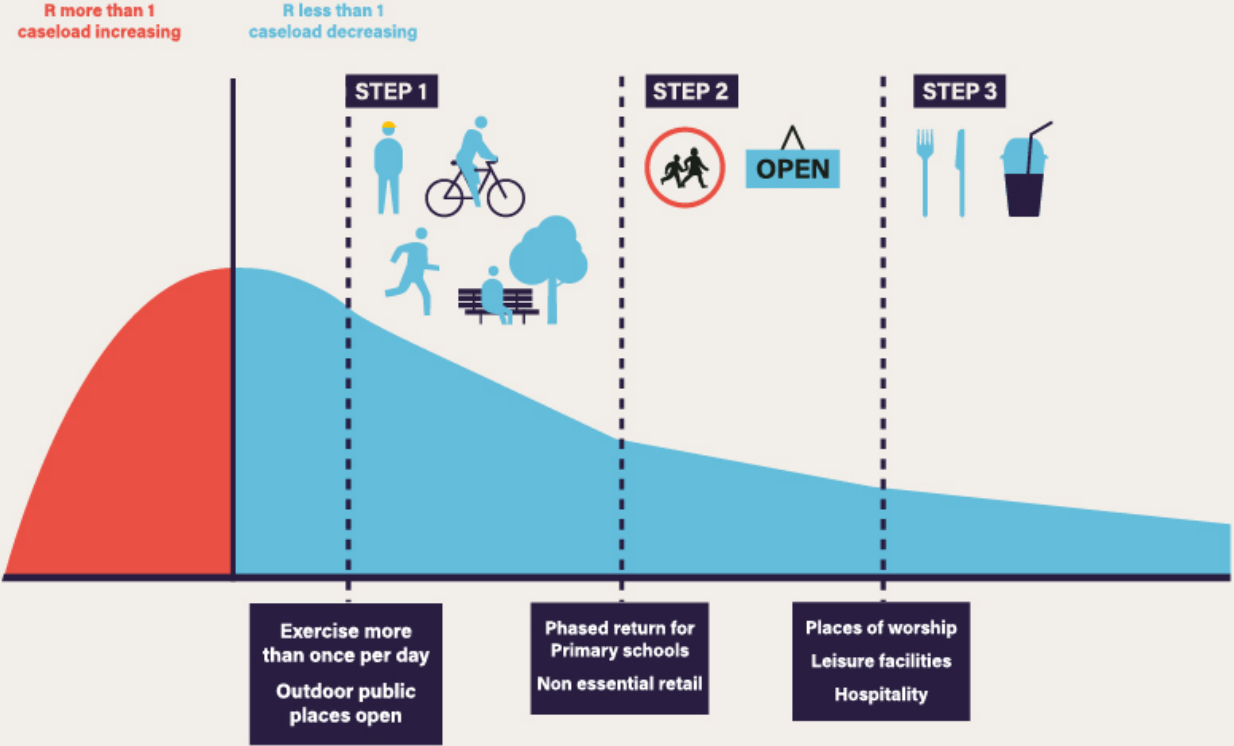 R more than 1
caseload increasing
R less than 1
caseload decreasing
STEP 1
STEP 2
STEP 3
OPEN
Exercise more
than once per day
Outdoor public
places open
Phased return for
Primary schools
Non essential retail
Places of worship
Leisure facilities
Hospitality